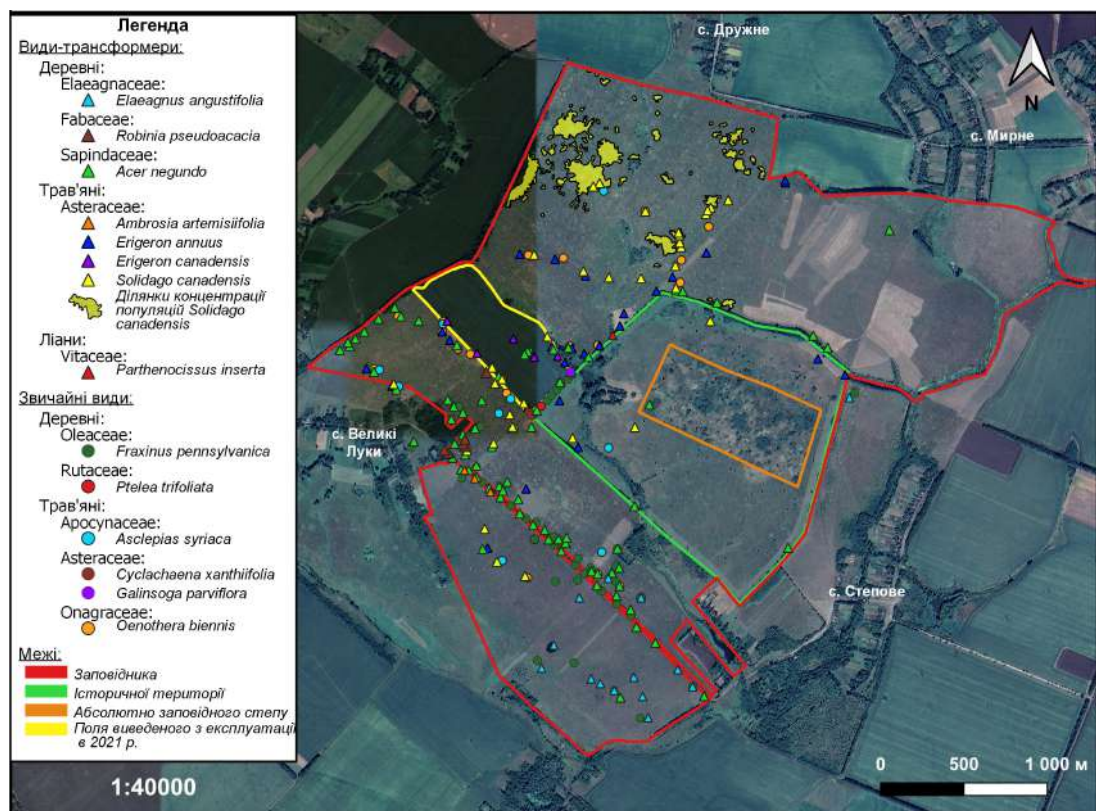 Легенда
Види-трансформери:
Деревні:
Elaeagnaceae:
Elaeagnus angustifolia
Fabaceae:
Robinia pseudoacacia
Sapindaceae:
Acer negundo
Трав'яні:
Asteraceae:
Ambrosia artemisiifolia
Erigeron annuus
Erigeron canadensis
Solidago canadensis
Ділянки концентрації
популяцій Solidago
canadensis
Ліани:
Vitaceae:
Parthenocissus inserta
Звичайні види:
Деревні:
Oleaceae:
Fraxinus pennsylvanica
Rutaceae:
Ptelea trifoliata
Трав'яні:
Apocynaceae:
Asclepias syriaca
Asteraceae:
Cyclachaena xanthiifolia
Galinsoga parviflora
Onagraceae:
Oenothera biennis
Межі:
Заповідника
Історичної території
Абсолютно заповідного степу
Поля виведеного з експлуатації
в 2021 р.
1:40000
с. Дружне
N
с. Мирне
с. Великі
Луки
с. Степове
0 500 1 000 м